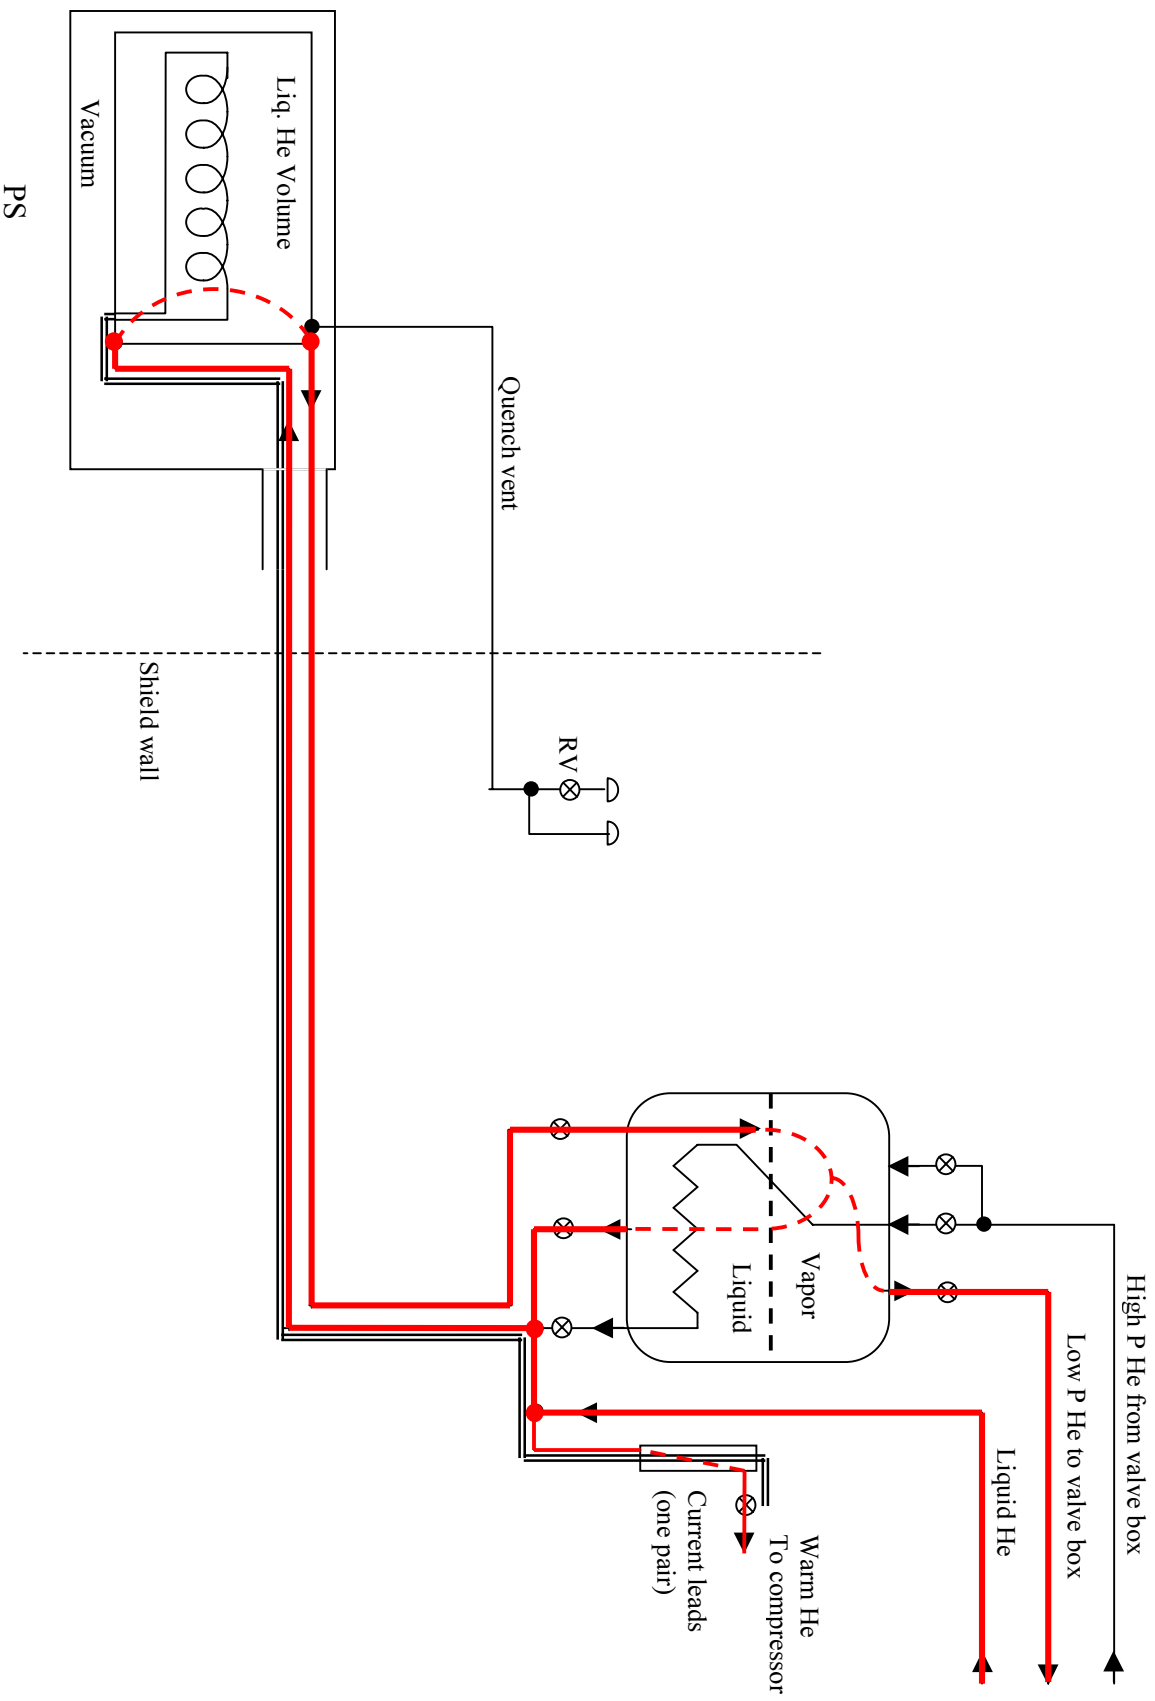 High P He from valve box
Low P He to valve box
Liquid He
Warm He
To compressor
Current leads
(one pair)
Vapor
Liquid
RV
Quench vent
Liq. He Volume
Vacuum
Shield wall
PS